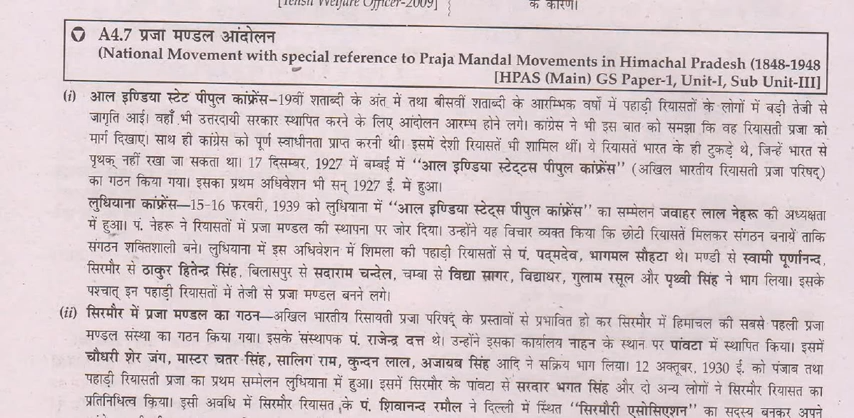 [Tehsil Welfare Officer-2009]
के कारण।
A4.7 प्रजा मण्डल आंदोलन
(National Movement with special reference to Praja Mandal Movements in Himachal Pradesh (1848-1948
[HPAS (Main) GS Paper-1, Unit-I, Sub Unit-III]
(i) आल इण्डिया स्टेट पीपुल कांफ्रेंस–19वीं शताब्दी के अंत में तथा बीसवीं शताब्दी के आरम्भिक वर्षों में पहाड़ी रियासतों के लोगों में बड़ी तेजी से
जागृति आई। वहाँ भी उत्तरदायी सरकार स्थापित करने के लिए आंदोलन आरम्भ होने लगे। कांग्रेस ने भी इस बात को समझा कि वह रियासती प्रजा को
मार्ग दिखाए। साथ ही कांग्रेस को पूर्ण स्वाधीनता प्राप्त करनी थी। इसमें देशी रियासतें भी शामिल थीं। ये रियासतें भारत के ही टुकड़े थे, जिन्हें भारत से
पृथक् नहीं रखा जा सकता था। 17 दिसम्बर, 1927 में बम्बई में “आल इण्डिया स्टेट्टस पीपुल कांफ्रेंस” (अखिल भारतीय रियासती प्रजा परिषद्)
का गठन किया गया। इसका प्रथम अधिवेशन भी सन् 1927 ई. में हुआ।
लुधियाना कांफ्रेंस–15-16 फरवरी, 1939 को लुधियाना में “आल इण्डिया स्टेट्स पीपुल कांफ्रेंस” का सम्मेलन जवाहर लाल नेहरू की अध्यक्षता
में हुआ। पं. नेहरू ने रियासतों में प्रजा मण्डल की स्थापना पर जोर दिया। उन्होंने यह विचार व्यक्त किया कि छोटी रियासतें मिलकर संगठन बनायें ताकि
संगठन शक्तिशाली बने। लुधियाना में इस अधिवेशन में शिमला की पहाड़ी रियासतों से पं. पद्मदेव, भागमल सौहटा थे। मण्डी से स्वामी पूर्णानन्द,
सिरमौर से ठाकुर हितेन्द्र सिंह, बिलासपुर से सदाराम चन्देल, चम्बा से विद्या सागर, विद्याधर, गुलाम रसूल और पृथ्वी सिंह ने भाग लिया। इसके
पश्चात् इन पहाड़ी रियासतों में तेजी से प्रजा मण्डल बनने लगे।
(ii) सिरमौर में प्रजा मण्डल का गठन–अखिल भारतीय रिसायती प्रजा परिषद् के प्रस्तावों से प्रभावित हो कर सिरमौर में हिमाचल की सबसे पहली प्रजा
मण्डल संस्था का गठन किया गया। इसके संस्थापक पं. राजेन्द्र दत्त थे। उन्होंने इसका कार्यालय नाहन के स्थान पर पांवटा में स्थापित किया। इसमें
चौधरी शेर जंग, मास्टर चतर सिंह, सालिग राम, कुन्दन लाल, अजायब सिंह आदि ने सक्रिय भाग लिया। 12 अक्तूबर, 1930 ई. को पंजाब तथा
पहाड़ी रियासती प्रजा का प्रथम सम्मेलन लुधियाना में हुआ। इसमें सिरमौर के पांवटा से सरदार भगत सिंह और दो अन्य लोगों ने सिरमौर रियासत का
प्रतिनिधित्व किया। इसी अवधि में सिरमौर रियासत के पं. शिवानन्द रमौल ने दिल्ली में स्थित “सिरमौरी एसोसिएशन” का सदस्य बनकर अपने